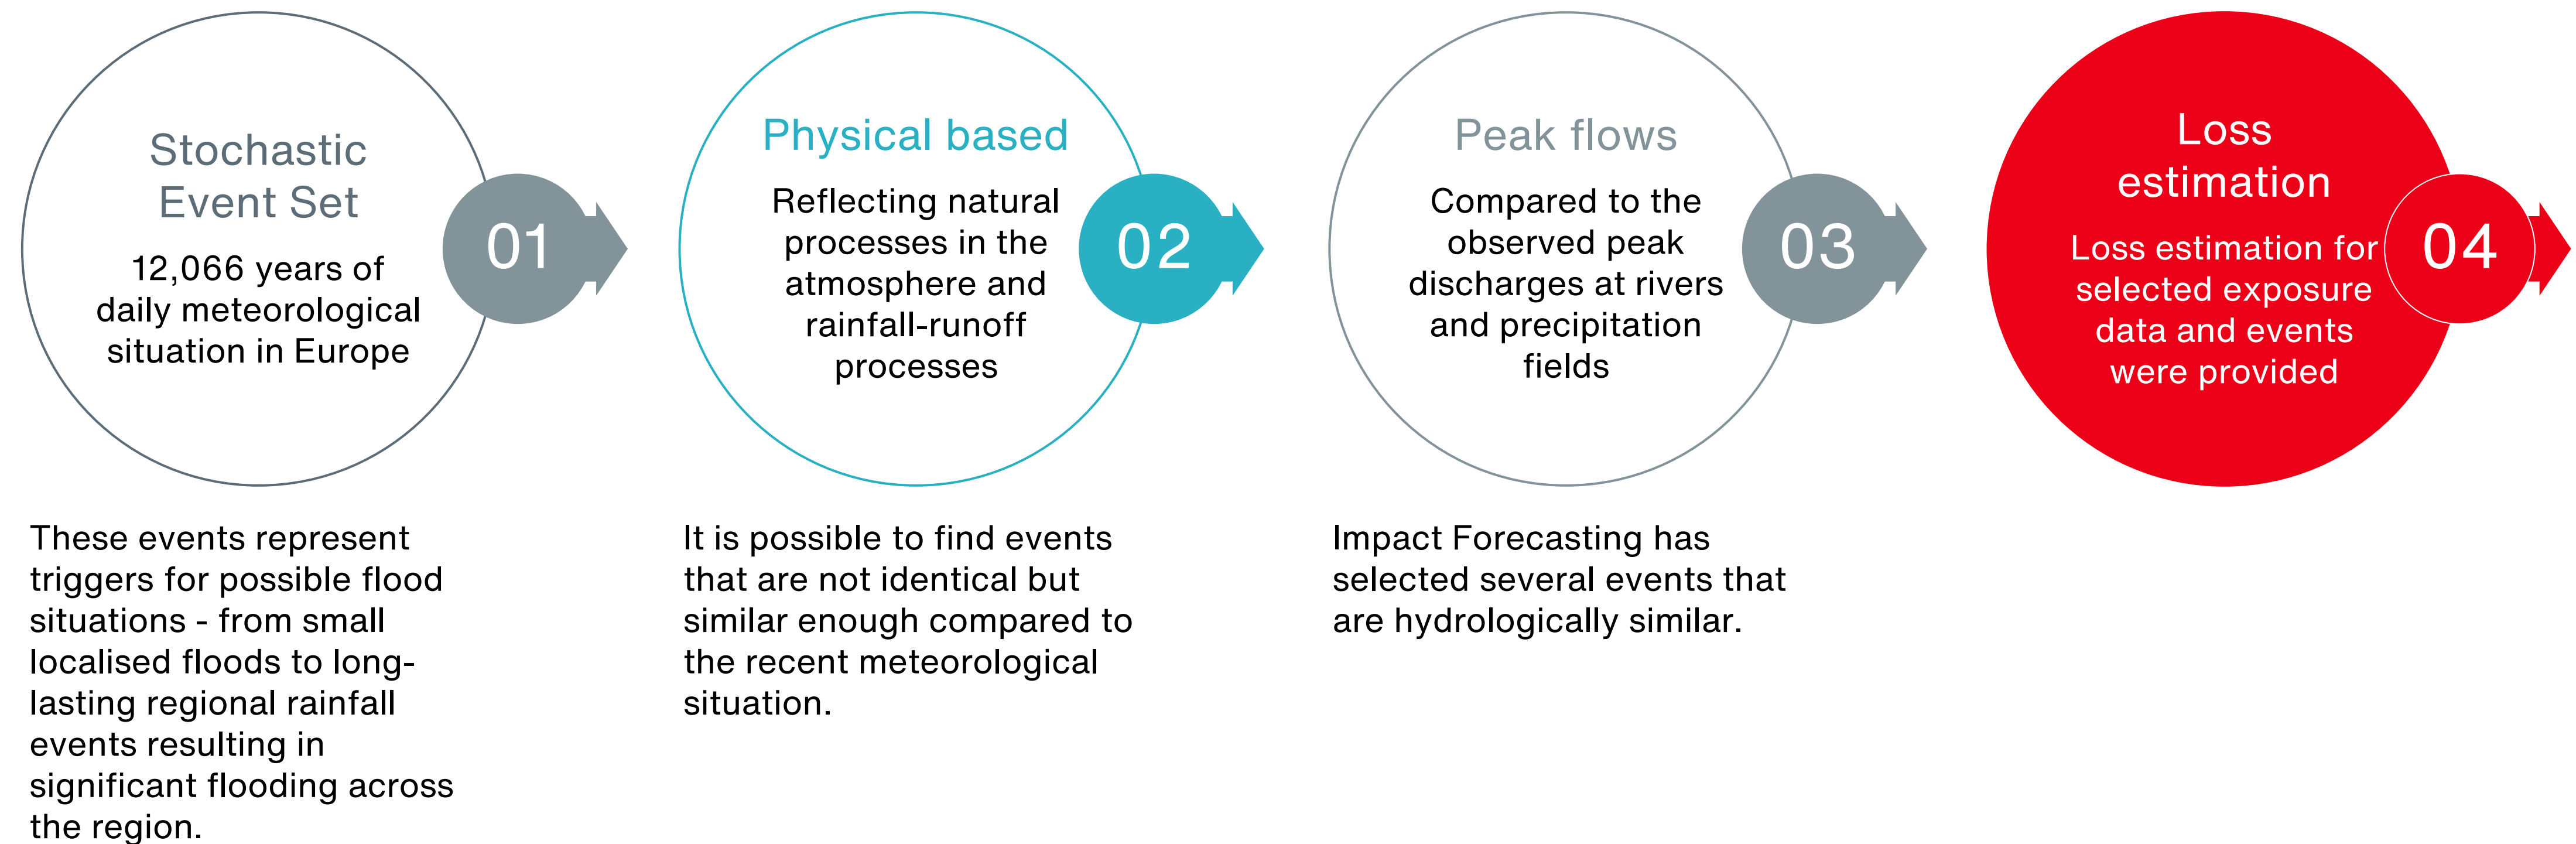 Stochastic
Event Set
12,066 years of
daily meteorological
situation in Europe
01
These events represent
triggers for possible flood
situations - from small
localised floods to long-
lasting regional rainfall
events resulting in
significant flooding across
the region.
Physical based
Reflecting natural
processes in the
atmosphere and
rainfall-runoff
processes
02
It is possible to find events
that are not identical but
similar enough compared to
the recent meteorological
situation.
Peak flows
Compared to the
observed peak
discharges at rivers
and precipitation
fields
03
Impact Forecasting has
selected several events that
are hydrologically similar.
Loss
estimation
Loss estimation for
selected exposure
data and events
were provided
04